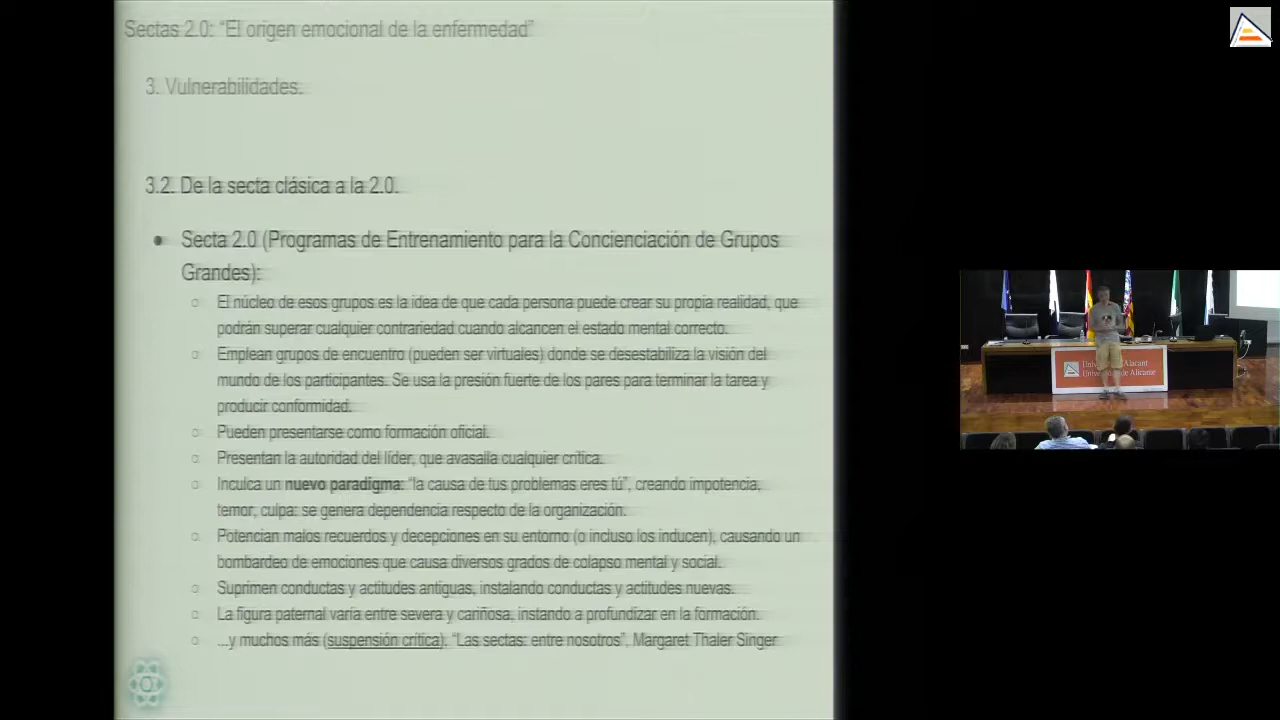 Sectas 2.0: “El origen emocional de la enfermedad”
3. Vulnerabilidades.
3.2. De la secta clásica a la 2.0.
• Secta 2.0 (Programas de Entrenamiento para la Concienciación de Grupos
Grandes):
○ El núcleo de esos grupos es la idea de que cada persona puede crear su propia realidad, que
podrán superar cualquier contrariedad cuando alcancen el estado mental correcto.
○ Emplean grupos de encuentro (pueden ser virtuales) donde se desestabiliza la visión del
mundo de los participantes. Se usa la presión fuerte de los pares para terminar la tarea y
producir conformidad.
○ Pueden presentarse como formación oficial.
○ Presentan la autoridad del líder, que avasalla cualquier crítica.
○ Inculca un nuevo paradigma: “la causa de tus problemas eres tú”, creando impotencia,
temor, culpa: se genera dependencia respecto de la organización.
○ Potencian malos recuerdos y decepciones en su entorno (o incluso los inducen), causando un
bombardeo de emociones que causa diversos grados de colapso mental y social.
○ Suprimen conductas y actitudes antiguas, instalando conductas y actitudes nuevas.
○ La figura paternal varía entre severa y cariñosa, instando a profundizar en la formación.
○ ...y muchos más (suspensión crítica). “Las sectas: entre nosotros”, Margaret Thaler Singer
Alacant
de Alicante